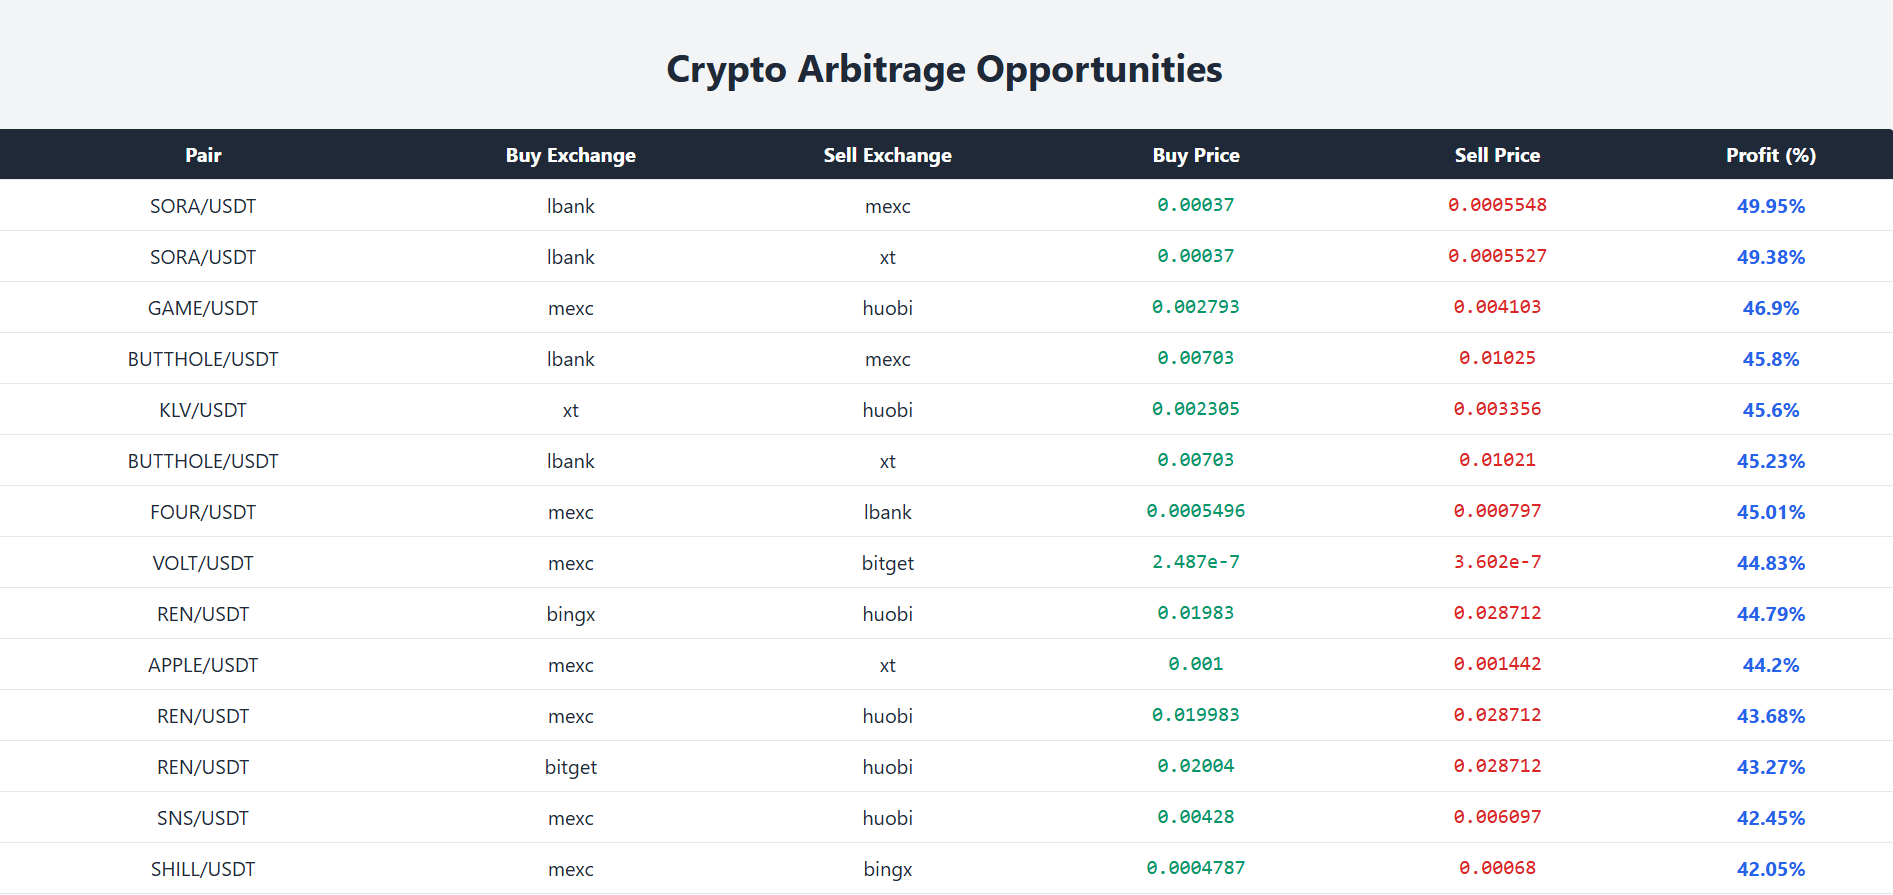 Crypto Arbitrage Opportunities
Pair Buy Exchange Sell Exchange Buy Price Sell Price Profit (%)
SORA/USDT lbank mexc 0.00037 0.0005548 49.95%
SORA/USDT lbank xt 0.00037 0.0005527 49.38%
GAME/USDT mexc huobi 0.002793 0.004103 46.9%
BUTTHOLE/USDT lbank mexc 0.00703 0.01025 45.8%
KLV/USDT xt huobi 0.002305 0.003356 45.6%
BUTTHOLE/USDT lbank xt 0.00703 0.01021 45.23%
FOUR/USDT mexc lbank 0.0005496 0.000797 45.01%
VOLT/USDT mexc bitget 2.487e-7 3.602e-7 44.83%
REN/USDT bingx huobi 0.01983 0.028712 44.79%
APPLE/USDT mexc xt 0.001 0.001442 44.2%
REN/USDT mexc huobi 0.019983 0.028712 43.68%
REN/USDT bitget huobi 0.02004 0.028712 43.27%
SNS/USDT mexc huobi 0.00428 0.006097 42.45%
SHILL/USDT mexc bingx 0.0004787 0.00068 42.05%